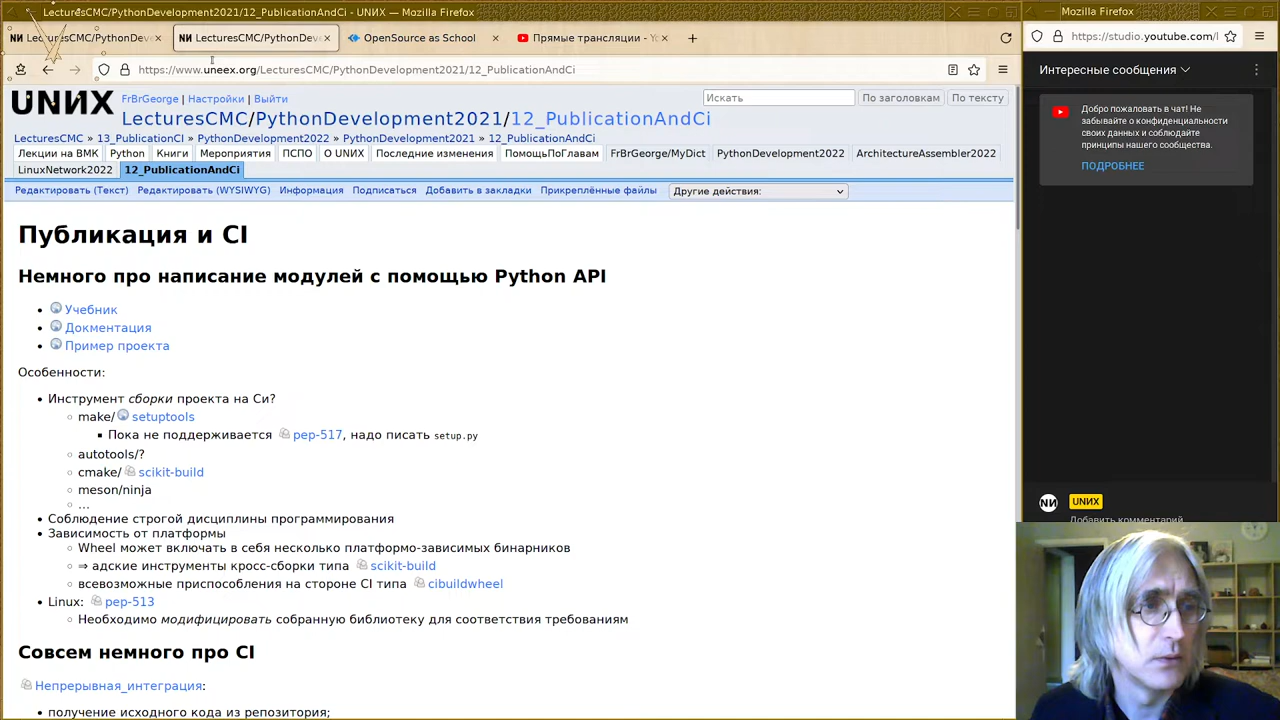 LecturesCMC/PythonDevelopment2021/12_PublicationAndCi - UNИX — Mozilla Firefox
Mozilla Firefox
LecturesCMC/PythonDeve
LecturesCMC/PythonDev
OpenSource as School
Прямые трансляции - Yo
https://www.uneex.org/LecturesCMC/PythonDevelopment2021/12_PublicationAndCi
https://studio.youtube.com/l
UNИX
FrBrGeorge | Настройки | Выйти
Искать
По заголовкам
По тексту
LecturesCMC/PythonDevelopment2021/12_PublicationAndCi
LecturesCMC » 13_PublicationCI » PythonDevelopment2022 » PythonDevelopment2021 » 12_PublicationAndCi
Лекции на ВМК
Python
Книги
Мероприятия
ПСПО
О UNIX
Последние изменения
ПомощьПоГлавам
FrBrGeorge/MyDict
PythonDevelopment2022
ArchitectureAssembler2022
LinuxNetwork2022
12_PublicationAndCi
Редактировать (Текст)
Редактировать (WYSIWYG)
Информация
Подписаться
Добавить в закладки
Прикреплённые файлы
Другие действия:
Публикация и CI
Немного про написание модулей с помощью Python API
Учебник
Докментация
Пример проекта
Особенности:
Инструмент сборки проекта на Си?
make/ setuptools
Пока не поддерживается pep-517, надо писать setup.py
autotools/?
cmake/ scikit-build
meson/ninja
…
Соблюдение строгой дисциплины программирования
Зависимость от платформы
Wheel может включать в себя несколько платформо-зависимых бинарников
⇒ адские инструменты кросс-сборки типа scikit-build
всевозможные приспособления на стороне CI типа cibuildwheel
Linux: pep-513
Необходимо модифицировать собранную библиотеку для соответствия требованиям
Совсем немного про CI
Непрерывная_интеграция:
получение исходного кода из репозитория;
Интересные сообщения
Добро пожаловать в чат! Не
забывайте о конфиденциальности
своих данных и соблюдайте
принципы нашего сообщества.
ПОДРОБНЕЕ
NИ
UNИX
Добавить комментарий